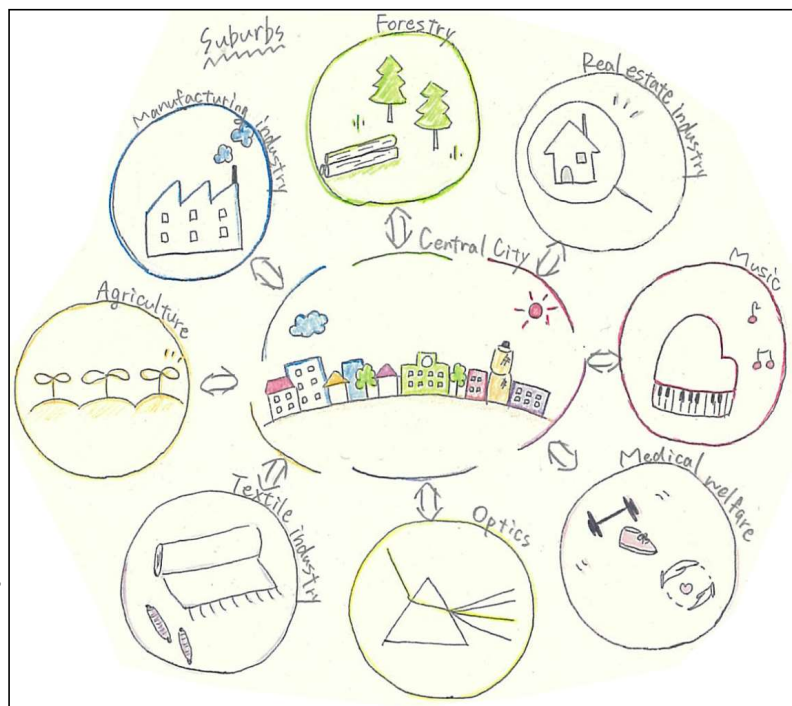 Suburbs
Forestry
Real estate industry
Manufacturing industry
Central City
Music
Agriculture
Medical welfare
Textile industry
Optics